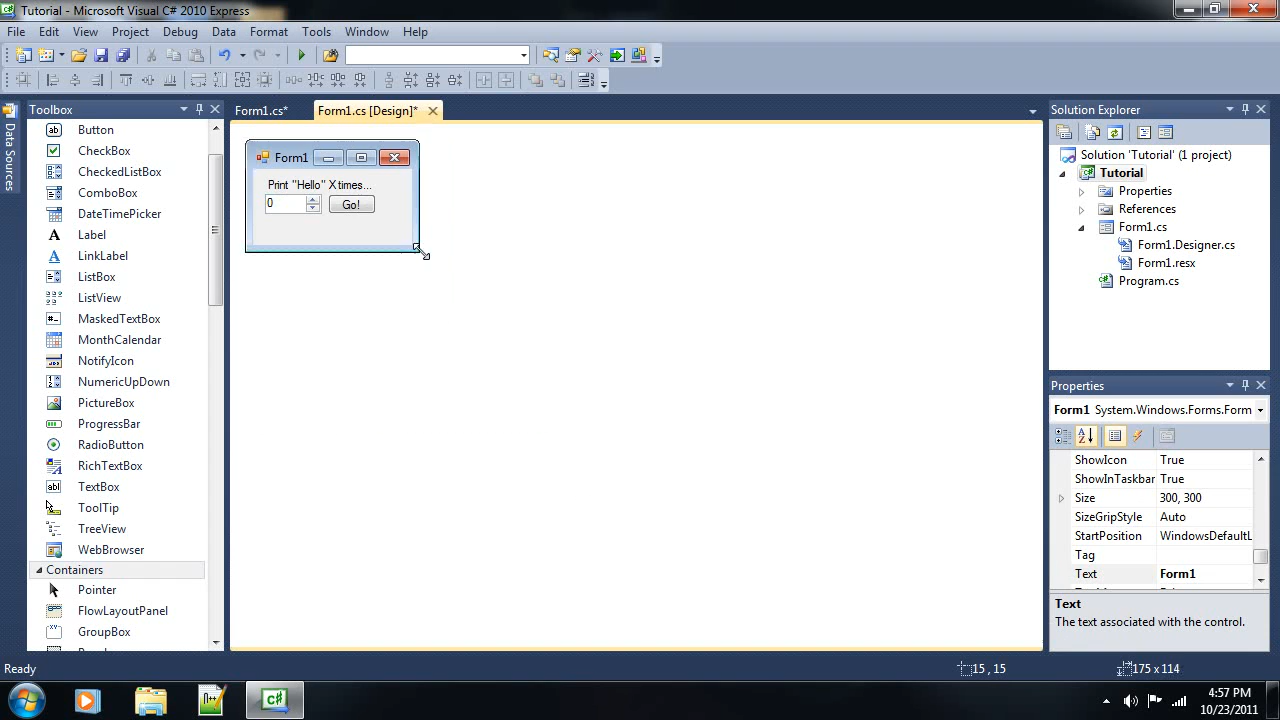 Tutorial - Microsoft Visual C# 2010 Express
File Edit View Project Debug Data Format Tools Window Help
Data Sources
Toolbox
Button
CheckBox
CheckedListBox
ComboBox
DateTimePicker
Label
LinkLabel
ListBox
ListView
MaskedTextBox
MonthCalendar
NotifyIcon
NumericUpDown
PictureBox
ProgressBar
RadioButton
RichTextBox
TextBox
ToolTip
TreeView
WebBrowser
Containers
Pointer
FlowLayoutPanel
GroupBox
Form1.cs* Form1.cs [Design]*
Form1
Print "Hello" X times...
0 Go!
Solution Explorer
Solution 'Tutorial' (1 project)
Tutorial
Properties
References
Form1.cs
Form1.Designer.cs
Form1.resx
Program.cs
Properties
Form1 System.Windows.Forms.Form
ShowIcon True
ShowInTaskbar True
Size 300, 300
SizeGripStyle Auto
StartPosition WindowsDefaultL
Tag
Text Form1
Text
The text associated with the control.
Ready 15 , 15 175 x 114
4:57 PM
10/23/2011